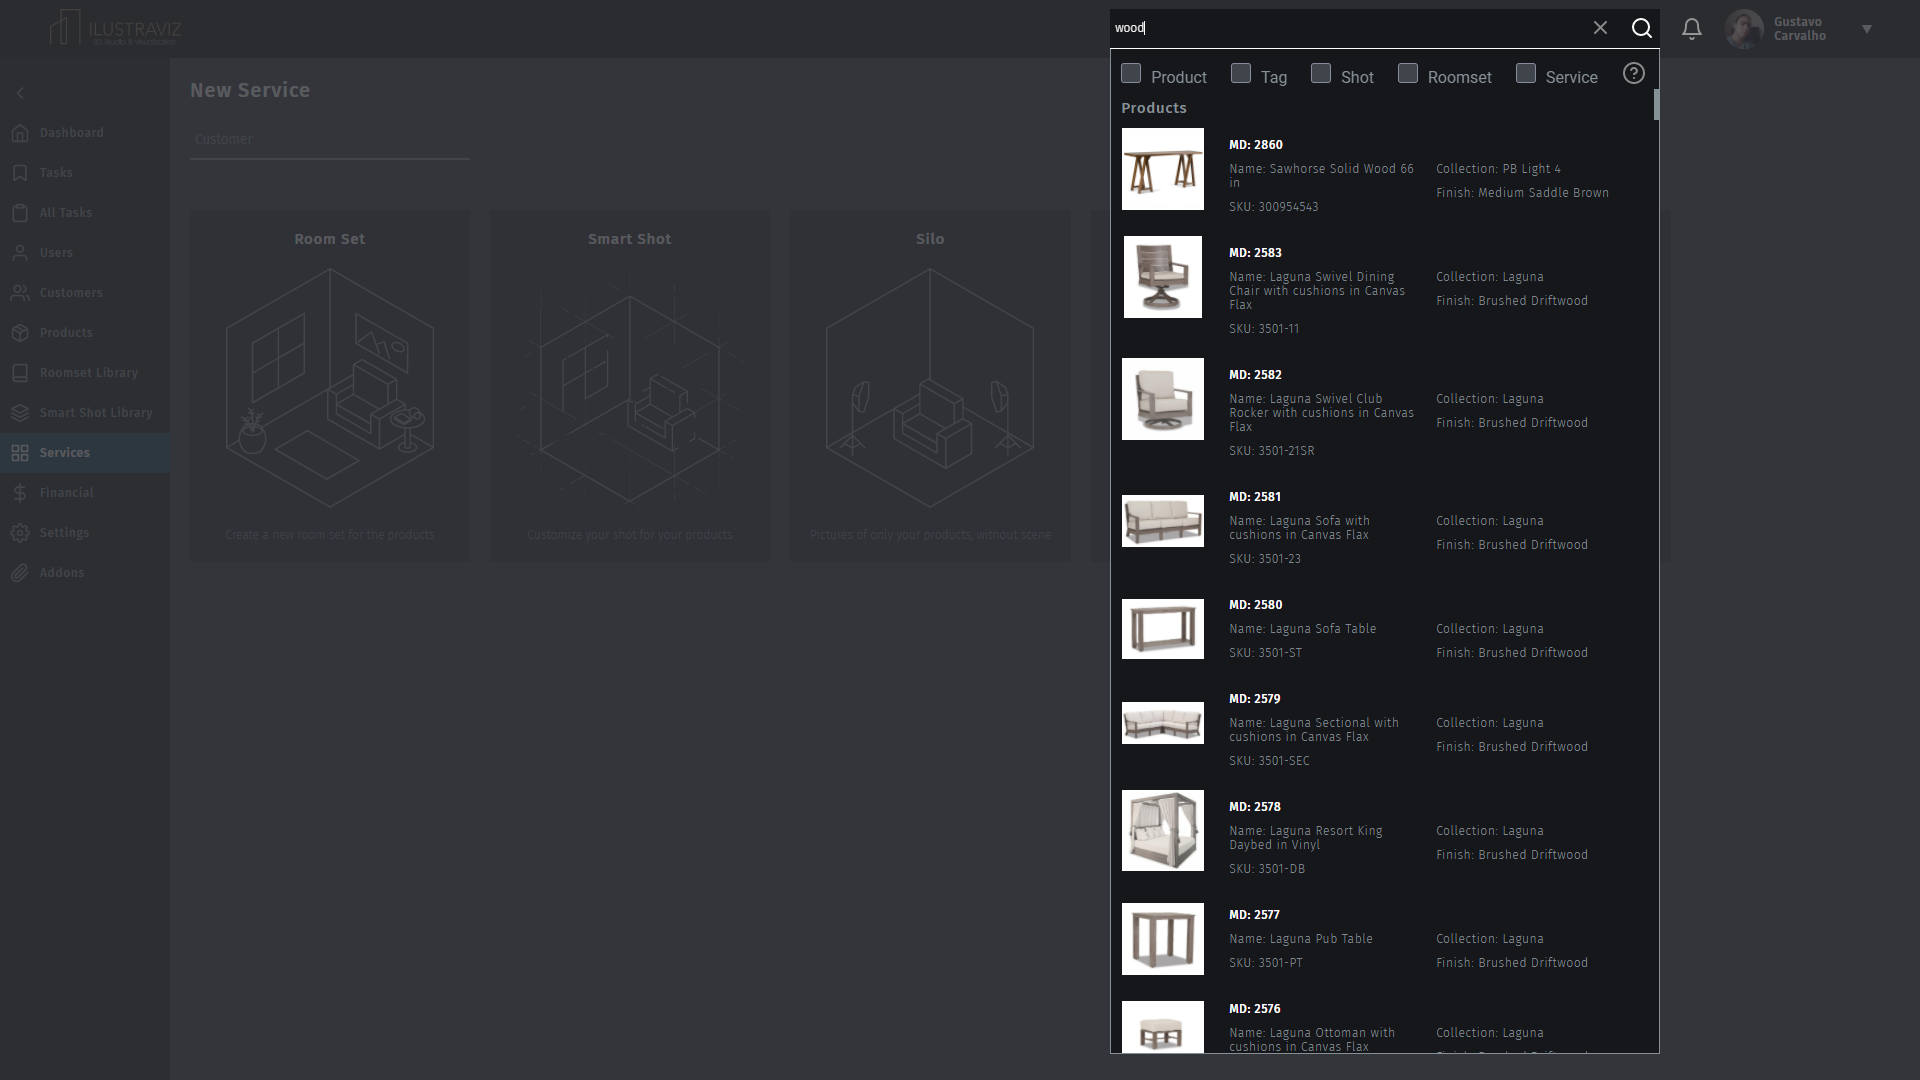 ILUSTRAVIZ
3D Studio & Visualization
wood
Gustavo
Carvalho
Product
Tag
Shot
Roomset
Service
Dashboard
Tasks
All Tasks
Users
Customers
Products
Roomset Library
Smart Shot Library
Services
Financial
Settings
Addons
New Service
Customer
Room Set
Create a new room set for the products
Smart Shot
Customize your shot for your products
Silo
Pictures of only your products, without scene
Products
MD: 2860
Name: Sawhorse Solid Wood 66
in
SKU: 300954543
Collection: PB Light 4
Finish: Medium Saddle Brown
MD: 2583
Name: Laguna Swivel Dining
Chair with cushions in Canvas
Flax
SKU: 3501-11
Collection: Laguna
Finish: Brushed Driftwood
MD: 2582
Name: Laguna Swivel Club
Rocker with cushions in Canvas
Flax
SKU: 3501-21SR
Collection: Laguna
Finish: Brushed Driftwood
MD: 2581
Name: Laguna Sofa with
cushions in Canvas Flax
SKU: 3501-23
Collection: Laguna
Finish: Brushed Driftwood
MD: 2580
Name: Laguna Sofa Table
SKU: 3501-ST
Collection: Laguna
Finish: Brushed Driftwood
MD: 2579
Name: Laguna Sectional with
cushions in Canvas Flax
SKU: 3501-SEC
Collection: Laguna
Finish: Brushed Driftwood
MD: 2578
Name: Laguna Resort King
Daybed in Vinyl
SKU: 3501-DB
Collection: Laguna
Finish: Brushed Driftwood
MD: 2577
Name: Laguna Pub Table
SKU: 3501-PT
Collection: Laguna
Finish: Brushed Driftwood
MD: 2576
Name: Laguna Ottoman with
cushions in Canvas Flax
Collection: Laguna